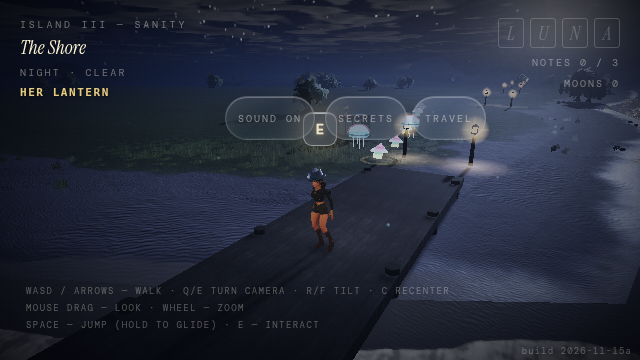 ISLAND III — SANITY
The Shore
NIGHT · CLEAR
HER LANTERN
LUNA
NOTES 0 / 3
MOONS 0
SOUND ON
E
SECRETS
TRAVEL
WASD / ARROWS — WALK · Q/E TURN CAMERA · R/F TILT · C RECENTER
MOUSE DRAG — LOOK · WHEEL — ZOOM
SPACE — JUMP (HOLD TO GLIDE) · E — INTERACT
build 2026-11-15a